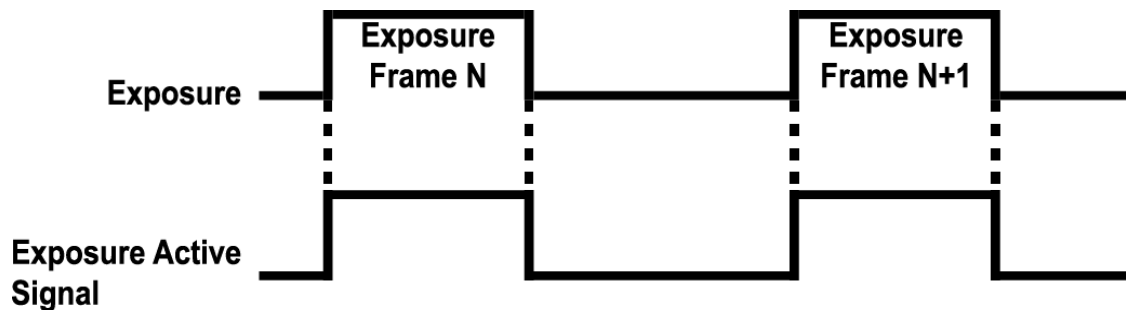 Exposure
Frame N
Exposure
Frame N+1
Exposure
Exposure Active
Signal